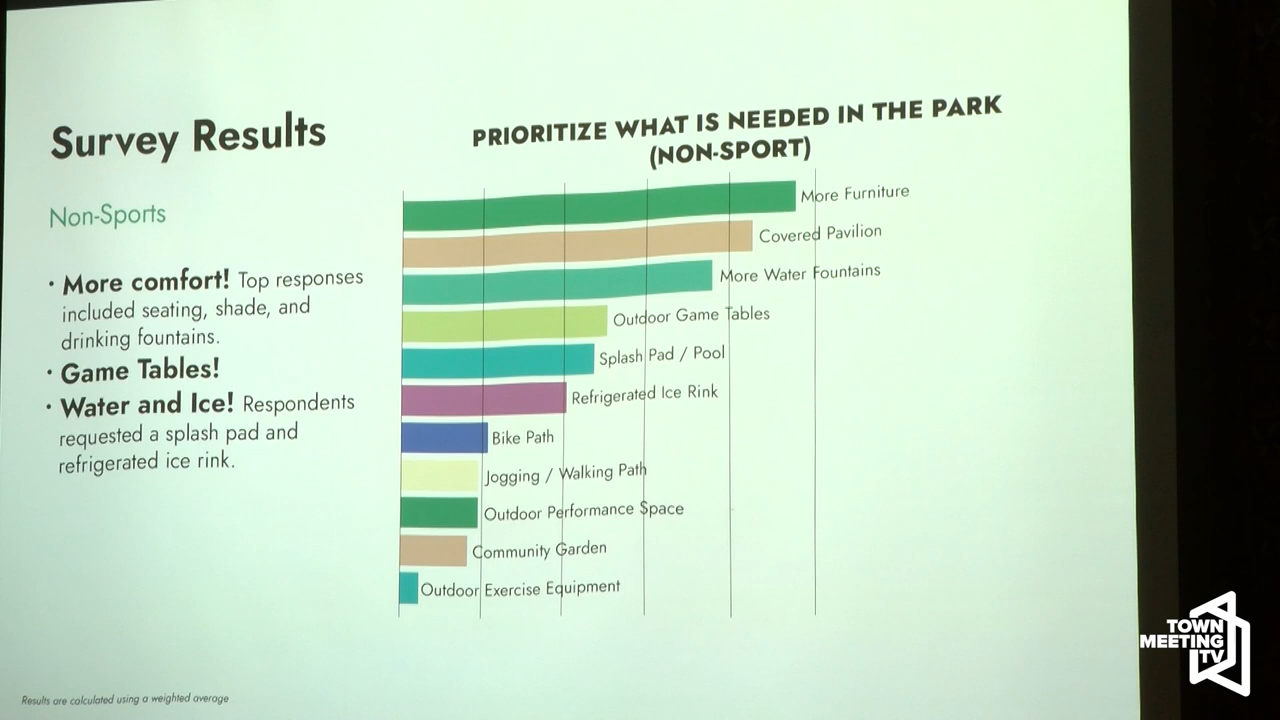 Survey Results
Non-Sports
• More comfort! Top responses
included seating, shade, and
drinking fountains.
• Game Tables!
• Water and Ice! Respondents
requested a splash pad and
refrigerated ice rink.
PRIORITIZE WHAT IS NEEDED IN THE PARK
(NON-SPORT)
More Furniture
Covered Pavilion
More Water Fountains
Outdoor Game Tables
Splash Pad / Pool
Refrigerated Ice Rink
Bike Path
Jogging / Walking Path
Outdoor Performance Space
Community Garden
Outdoor Exercise Equipment
Results are calculated using a weighted average
TOWN
MEETING
TV